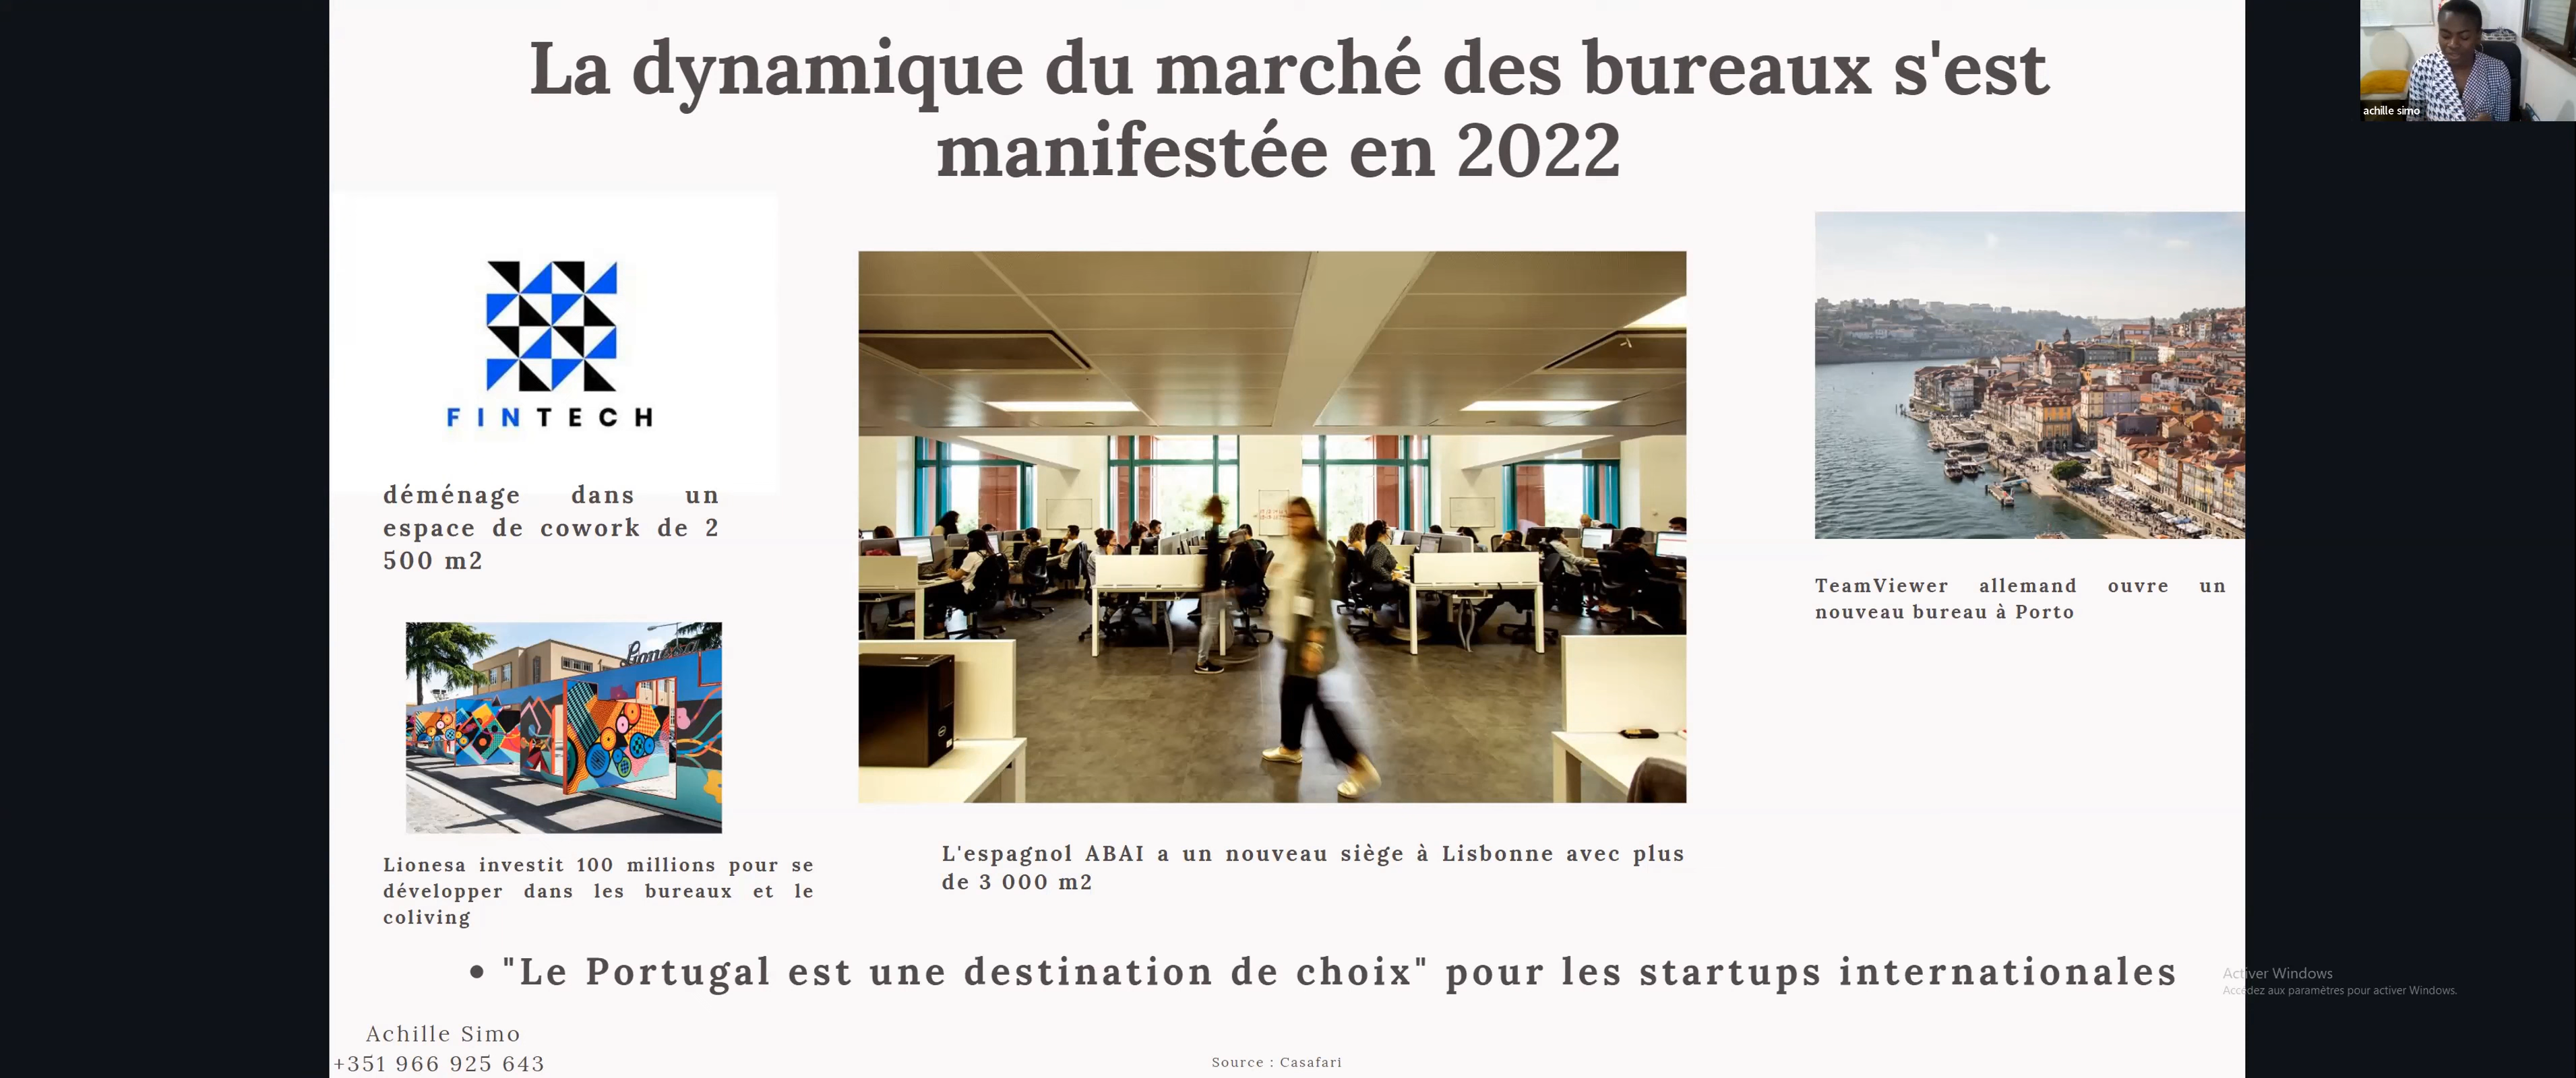 La dynamique du marché des bureaux s'est
manifestée en 2022
achille simo
FINTECH
déménage dans un
espace de cowork de 2
500 m2
TeamViewer allemand ouvre un
nouveau bureau à Porto
Lionesa
Lionesa investit 100 millions pour se
développer dans les bureaux et le
coliving
L'espagnol ABAI a un nouveau siège à Lisbonne avec plus
de 3 000 m2
• "Le Portugal est une destination de choix" pour les startups internationales
Activer Windows
Accédez aux paramètres pour activer Windows.
Achille Simo
+351 966 925 643
Source : Casafari